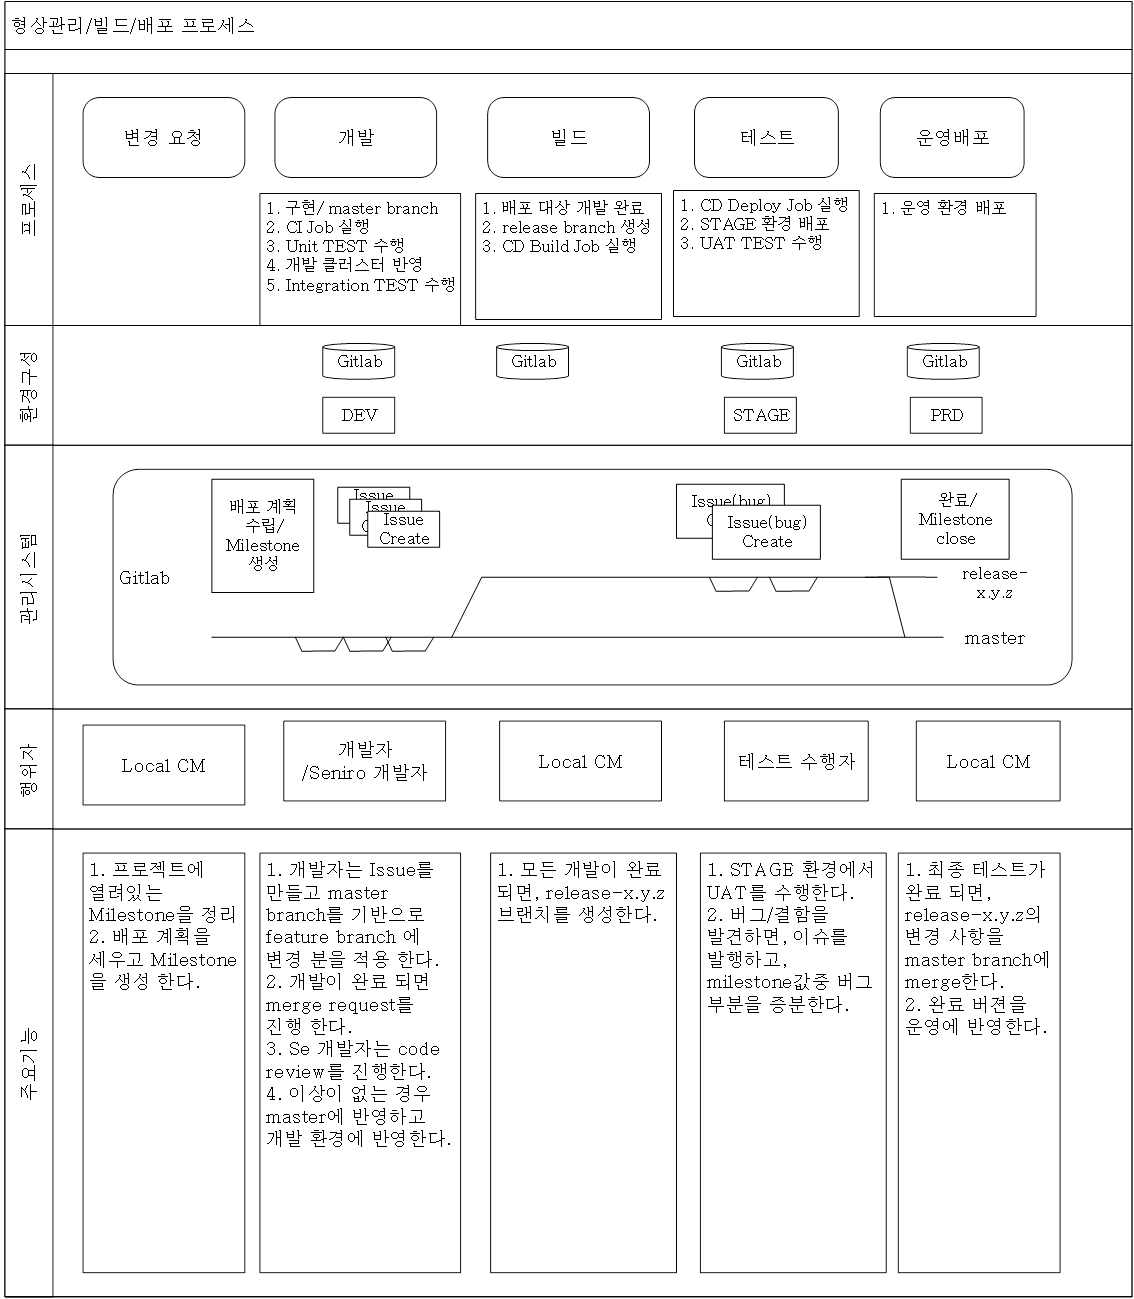 형상관리/빌드/배포 프로세스
프로세스
변경 요청
개발
빌드
테스트
운영배포
1. 구현/ master branch
2. CI Job 실행
3. Unit TEST 수행
4. 개발 클러스터 반영
5. Integration TEST 수행
1. 배포 대상 개발 완료
2. release branch 생성
3. CD Build Job 실행
1. CD Deploy Job 실행
2. STAGE 환경 배포
3. UAT TEST 수행
1. 운영 환경 배포
환경구성
Gitlab
Gitlab
Gitlab
Gitlab
DEV
STAGE
PRD
관리시스템
Gitlab
배포 계획
수립/
Milestone
생성
Issue
Issue
C
Issue
Create
Issue(bug)
C
Issue(bug)
Create
완료/
Milestone
close
release-
x.y.z
master
행위자
Local CM
개발자
/Seniro 개발자
Local CM
테스트 수행자
Local CM
주요기능
1. 프로젝트에
열려있는
Milestone을 정리
2. 배포 계획을
세우고 Milestone
을 생성 한다.
1. 개발자는 Issue를
만들고 master
branch를 기반으로
feature branch 에
변경 분을 적용 한다.
2. 개발이 완료 되면
merge request를
진행 한다.
3. Se 개발자는 code
review를 진행한다.
4. 이상이 없는 경우
master에 반영하고
개발 환경에 반영한다.
1. 모든 개발이 완료
되면, release-x.y.z
브랜치를 생성한다.
1. STAGE 환경에서
UAT를 수행한다.
2. 버그/결함을
발견하면, 이슈를
발행하고,
milestone값중 버그
부분을 증분한다.
1. 최종 테스트가
완료 되면,
release-x.y.z의
변경 사항을
master branch에
merge한다.
2. 완료 버젼을
운영에 반영한다.